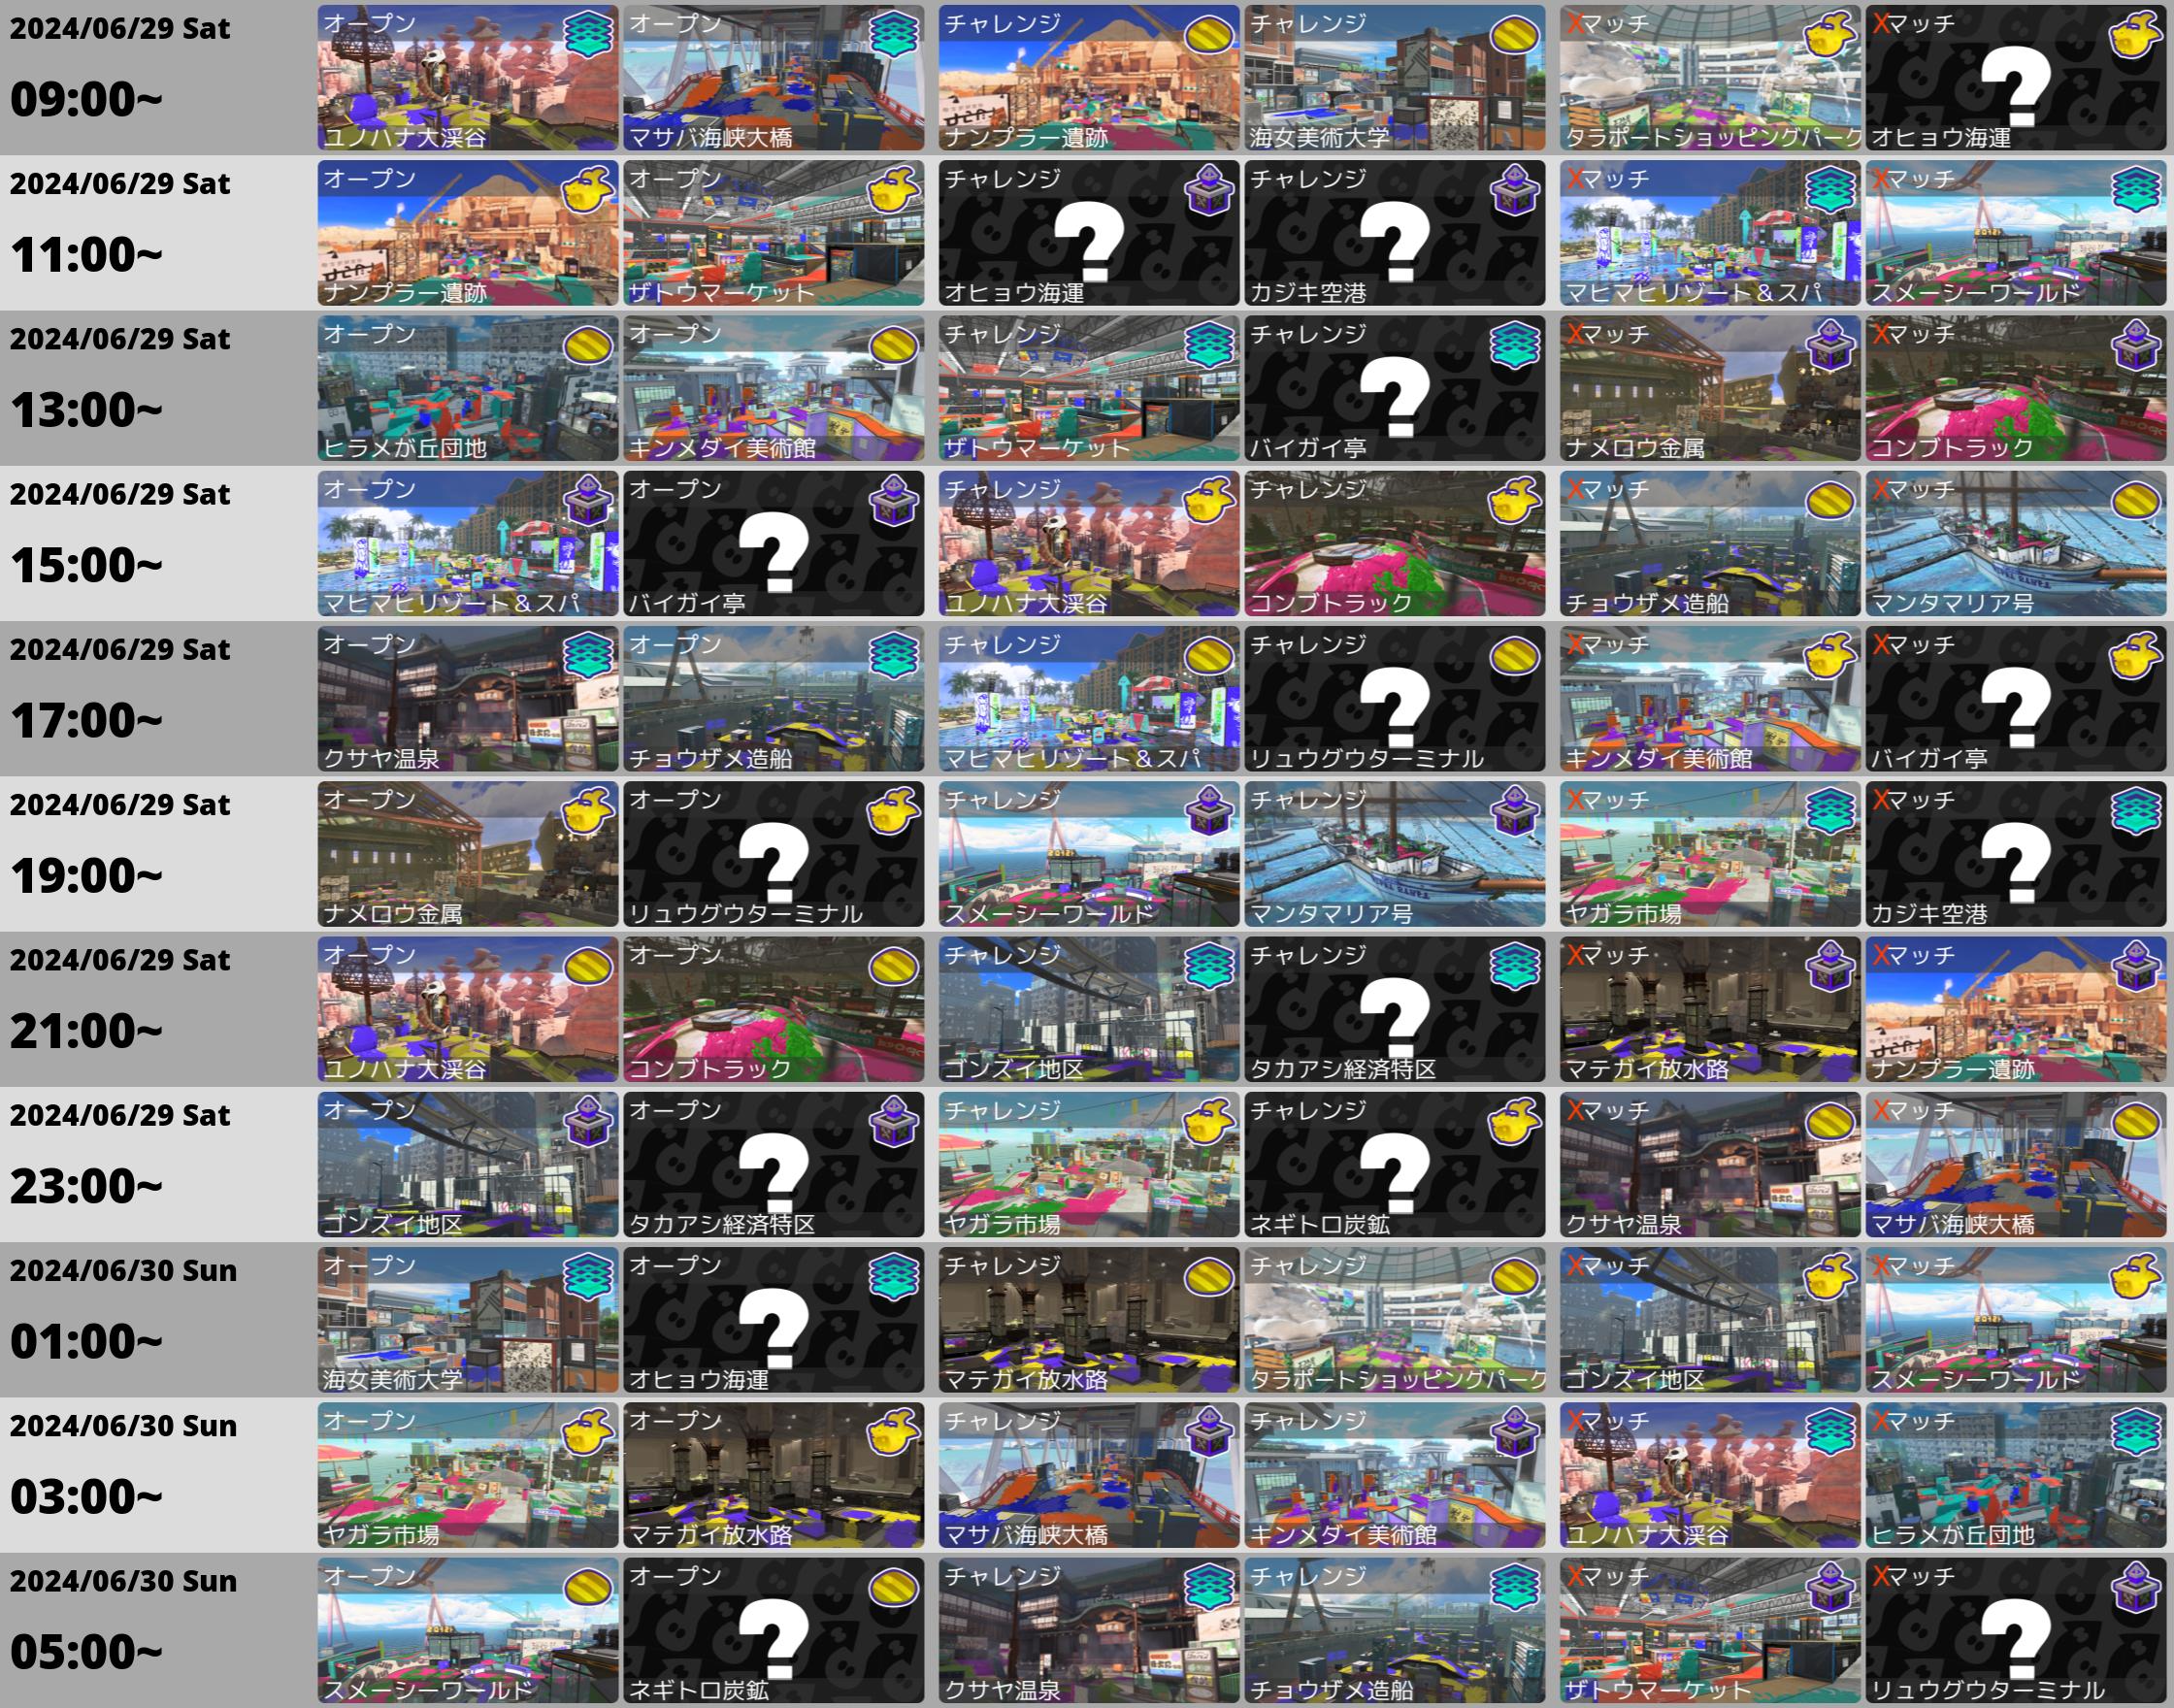 2024/06/29 Sat
09:00~
オープン オープン チャレンジ チャレンジ Xマッチ Xマッチ
ユノハナ大渓谷 マサバ海峡大橋 ナンプラー遺跡 海女美術大学 タラポートショッピングパーク オヒョウ海運
2024/06/29 Sat
11:00~
オープン オープン チャレンジ チャレンジ Xマッチ Xマッチ
ナンプラー遺跡 ザトウマーケット オヒョウ海運 カジキ空港 マヒマヒリゾート&スパ スメーシーワールド
2024/06/29 Sat
13:00~
オープン オープン チャレンジ チャレンジ Xマッチ Xマッチ
ヒラメが丘団地 キンメダイ美術館 ザトウマーケット バイガイ亭 ナメロウ金属 コンブトラック
2024/06/29 Sat
15:00~
オープン オープン チャレンジ チャレンジ Xマッチ Xマッチ
マヒマヒリゾート&スパ バイガイ亭 ユノハナ大渓谷 コンブトラック チョウザメ造船 マンタマリア号
2024/06/29 Sat
17:00~
オープン オープン チャレンジ チャレンジ Xマッチ Xマッチ
クサヤ温泉 チョウザメ造船 マヒマヒリゾート&スパ リュウグウターミナル キンメダイ美術館 バイガイ亭
2024/06/29 Sat
19:00~
オープン オープン チャレンジ チャレンジ Xマッチ Xマッチ
ナメロウ金属 リュウグウターミナル スメーシーワールド マンタマリア号 ヤガラ市場 カジキ空港
2024/06/29 Sat
21:00~
オープン オープン チャレンジ チャレンジ Xマッチ Xマッチ
ユノハナ大渓谷 コンブトラック ゴンズイ地区 タカアシ経済特区 マテガイ放水路 ナンプラー遺跡
2024/06/29 Sat
23:00~
オープン オープン チャレンジ チャレンジ Xマッチ Xマッチ
ゴンズイ地区 タカアシ経済特区 ヤガラ市場 ネギトロ炭鉱 クサヤ温泉 マサバ海峡大橋
2024/06/30 Sun
01:00~
オープン オープン チャレンジ チャレンジ Xマッチ Xマッチ
海女美術大学 オヒョウ海運 マテガイ放水路 タラポートショッピングパーク ゴンズイ地区 スメーシーワールド
2024/06/30 Sun
03:00~
オープン オープン チャレンジ チャレンジ Xマッチ Xマッチ
ヤガラ市場 マテガイ放水路 マサバ海峡大橋 キンメダイ美術館 ユノハナ大渓谷 ヒラメが丘団地
2024/06/30 Sun
05:00~
オープン オープン チャレンジ チャレンジ Xマッチ Xマッチ
スメーシーワールド ネギトロ炭鉱 クサヤ温泉 チョウザメ造船 ザトウマーケット リュウグウターミナル